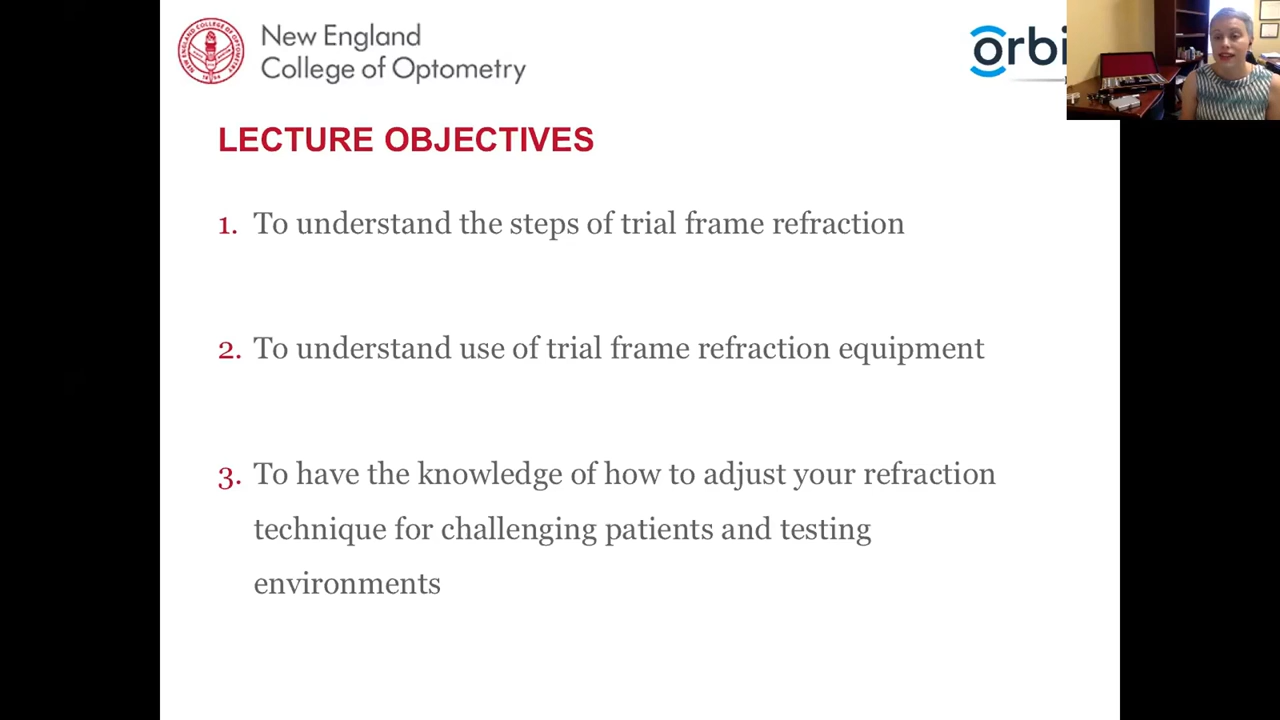 New England
College of Optometry
orbi
LECTURE OBJECTIVES
1. To understand the steps of trial frame refraction
2. To understand use of trial frame refraction equipment
3. To have the knowledge of how to adjust your refraction
technique for challenging patients and testing
environments